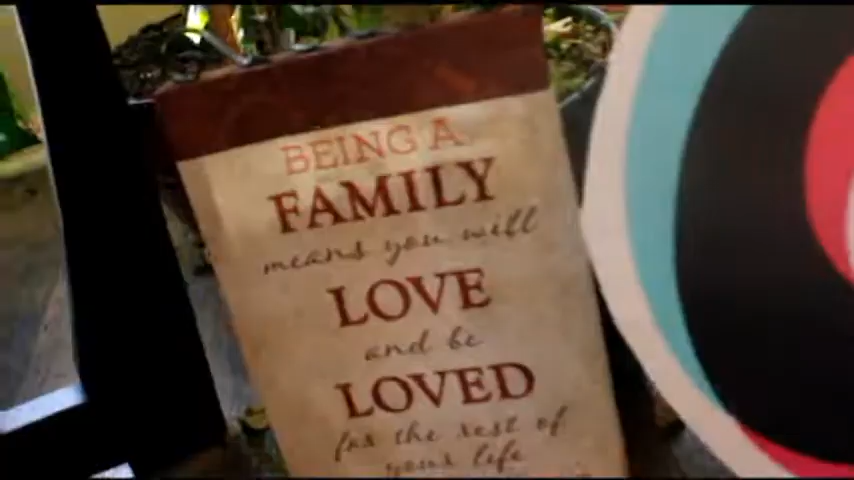 BEING A
FAMILY
means you will
LOVE
and be
LOVED
for the rest of
your life